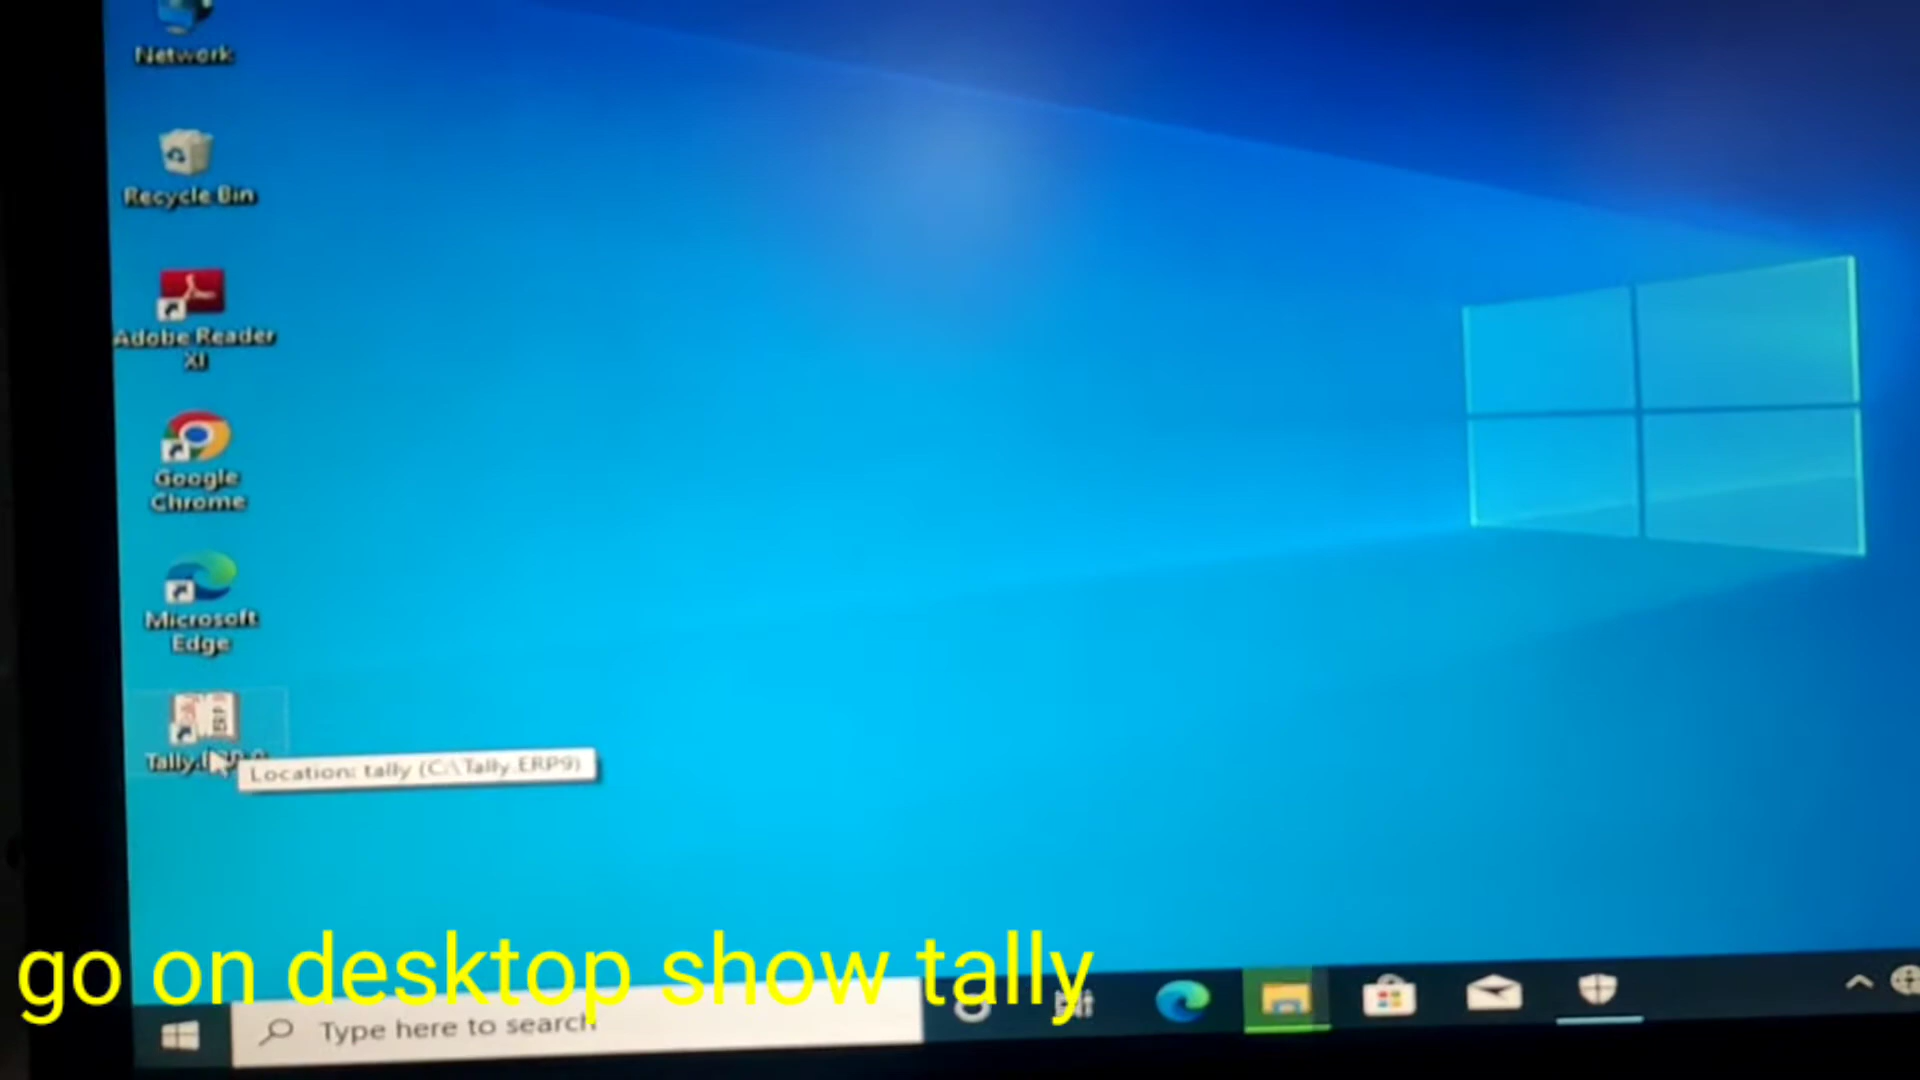 Network
Recycle Bin
Adobe Reader
XI
Google
Chrome
Microsoft
Edge
Location: tally (C:\Tally.ERP9)
go on desktop show tally
Type here to search